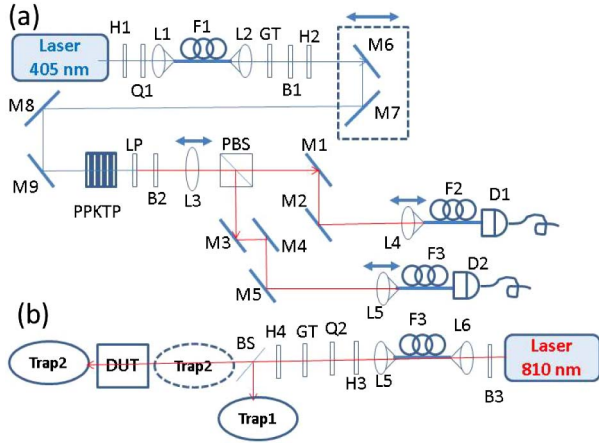 (a)
Laser
405 nm
H1
Q1
L1
F1
L2
GT
B1
H2
M6
M7
M8
M9
PPKTP
LP
B2
L3
PBS
M1
M2
M3
M4
M5
L4
F2
D1
L5
F3
D2
(b)
Trap2
DUT
Trap2
BS
Trap1
H4
GT
Q2
H3
L5
F3
L6
B3
Laser
810 nm